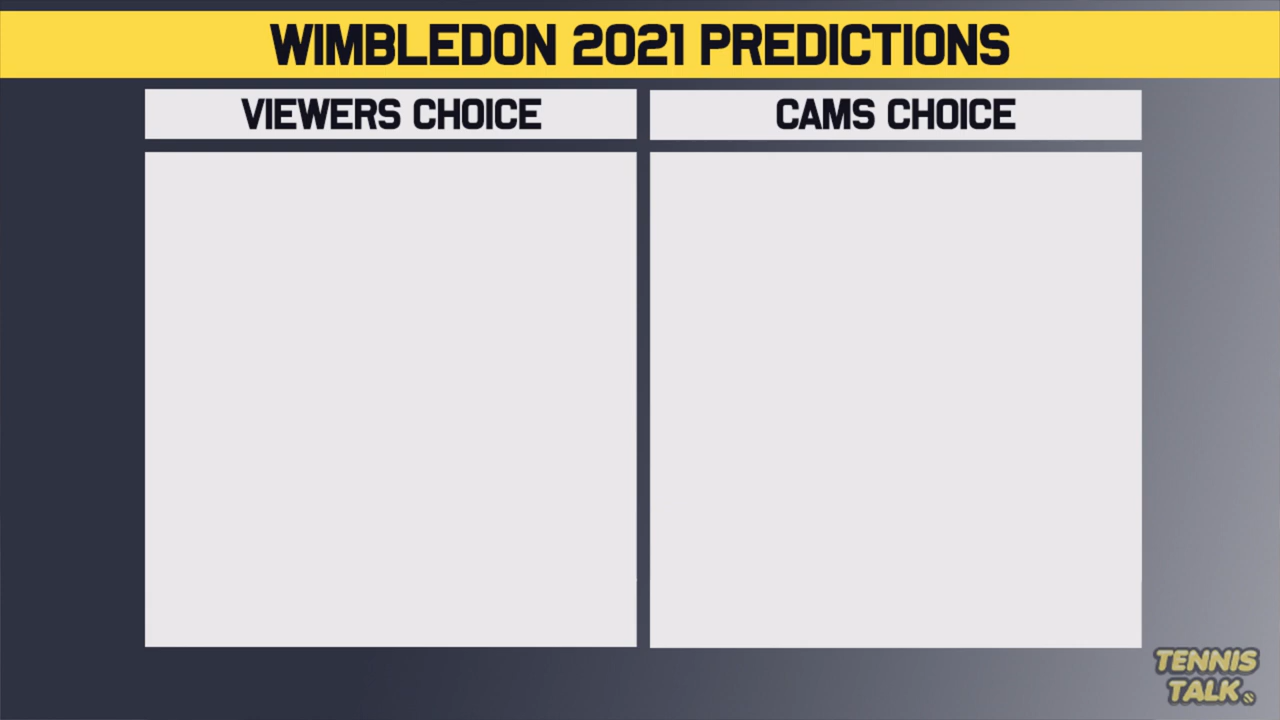 WIMBLEDON 2021 PREDICTIONS
VIEWERS CHOICE
CAMS CHOICE
TENNIS
TALK